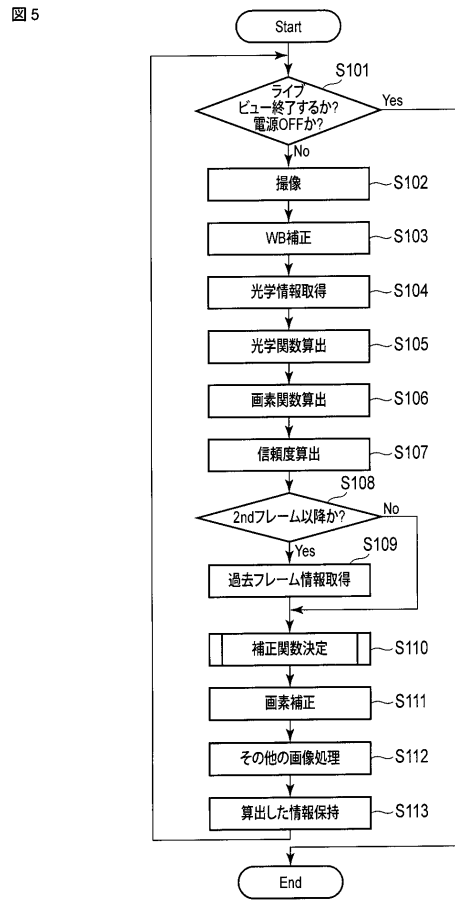 図5
Start
S101
ライブ
ビュー終了するか?
電源OFFか?
Yes
No
撮像
S102
WB補正
S103
光学情報取得
S104
光学関数算出
S105
画素関数算出
S106
信頼度算出
S107
S108
2ndフレーム以降か?
No
Yes
S109
過去フレーム情報取得
補正関数決定
S110
画素補正
S111
その他の画像処理
S112
算出した情報保持
S113
End